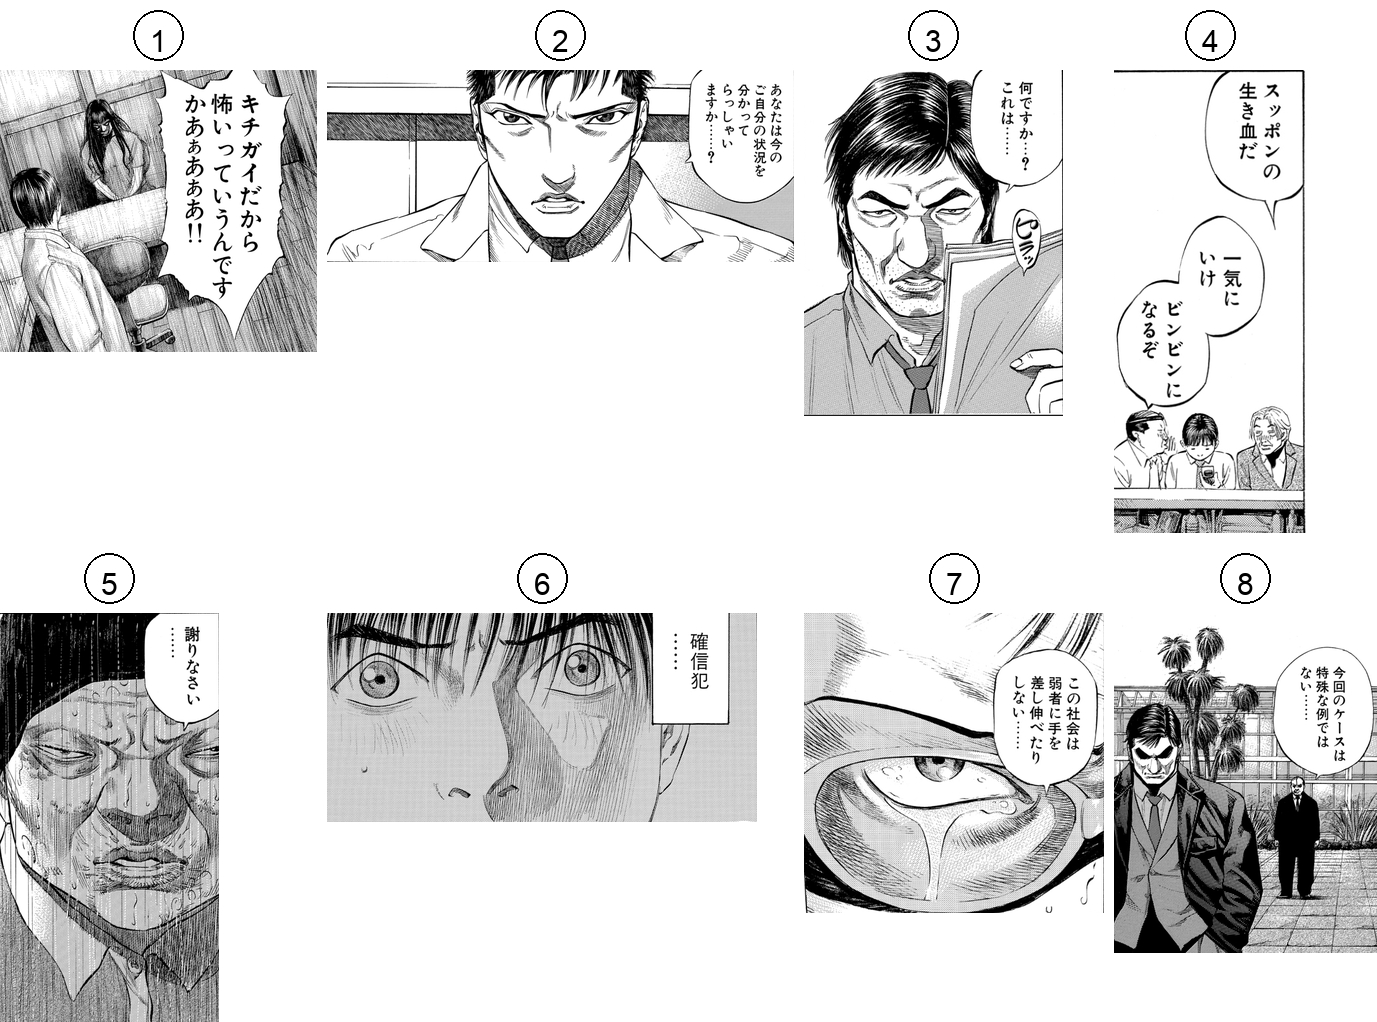 1
キチガイだから
怖いっていうんです
かあぁあぁあ!!
2
あなたは今の
ご自分の状況を
分かって
らっしゃい
ますか……?
3
何ですか…?
これは……
ピラッ
4
スッポンの
生き血だ
一気に
いけ
ビンビンに
なるぞ
5
謝りなさい
……
6
確信犯
……
7
この社会は
弱者に手を
差し伸べたり
しない……
8
今回のケースは
特殊な例では
ない……